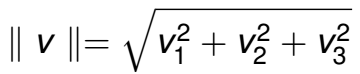 ‖ v ‖= √v₁² + v₂² + v₃²